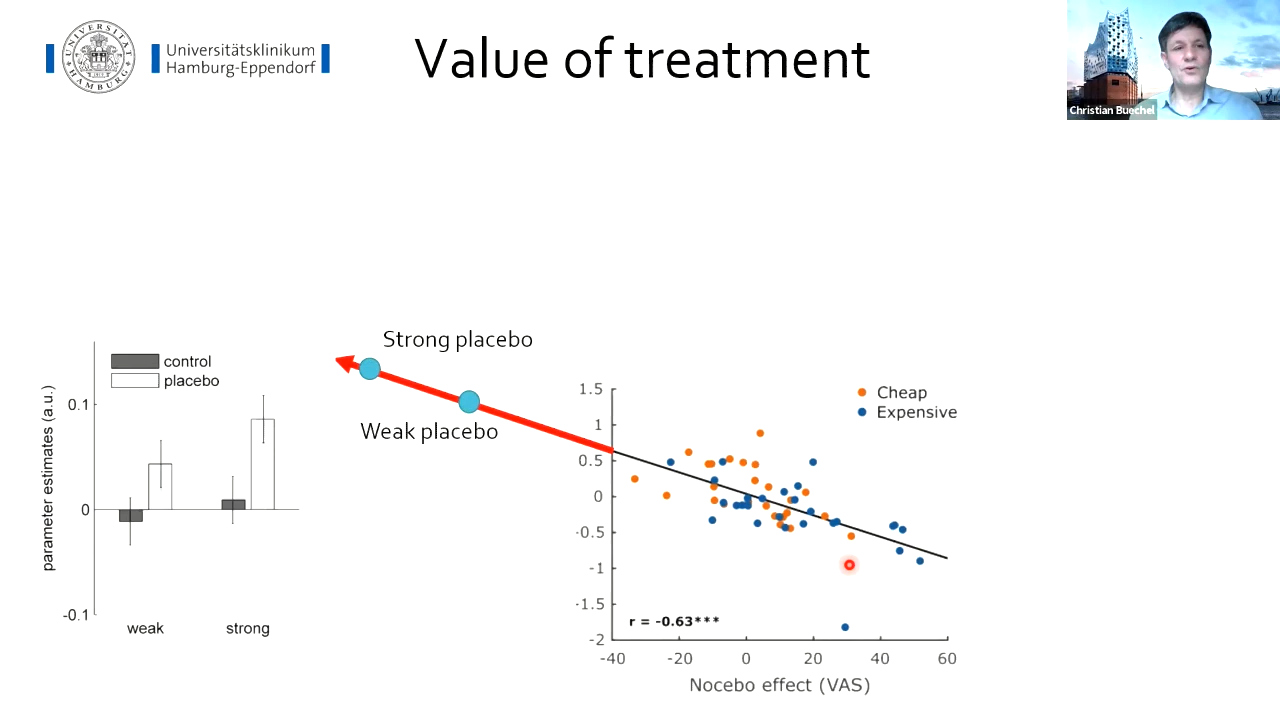 Universitätsklinikum
Hamburg-Eppendorf
UNIVERSITÄT
HAMBURG
Value of treatment
Christian Buechel
Strong placebo
Weak placebo
control
placebo
parameter estimates (a.u.)
0.1
0
-0.1
weak
strong
Cheap
Expensive
1.5
1
0.5
0
-0.5
-1
-1.5
-2
r = -0.63***
-40
-20
0
20
40
60
Nocebo effect (VAS)